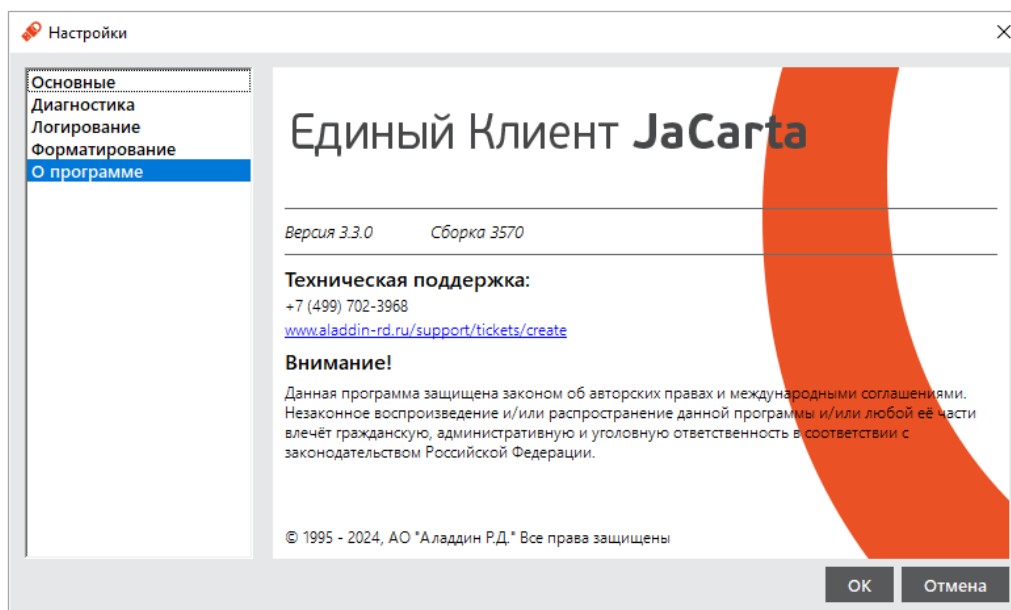 Настройки
Основные
Диагностика
Логирование
Форматирование
О программе
Единый Клиент JaCarta
Версия 3.3.0 Сборка 3570
Техническая поддержка:
+7 (499) 702-3968
www.aladdin-rd.ru/support/tickets/create
Внимание!
Данная программа защищена законом об авторских правах и международными соглашениями.
Незаконное воспроизведение и/или распространение данной программы и/или любой её части
влечёт гражданскую, административную и уголовную ответственность в соответствии с
законодательством Российской Федерации.
© 1995 - 2024, АО "Аладдин Р.Д." Все права защищены
ОК Отмена